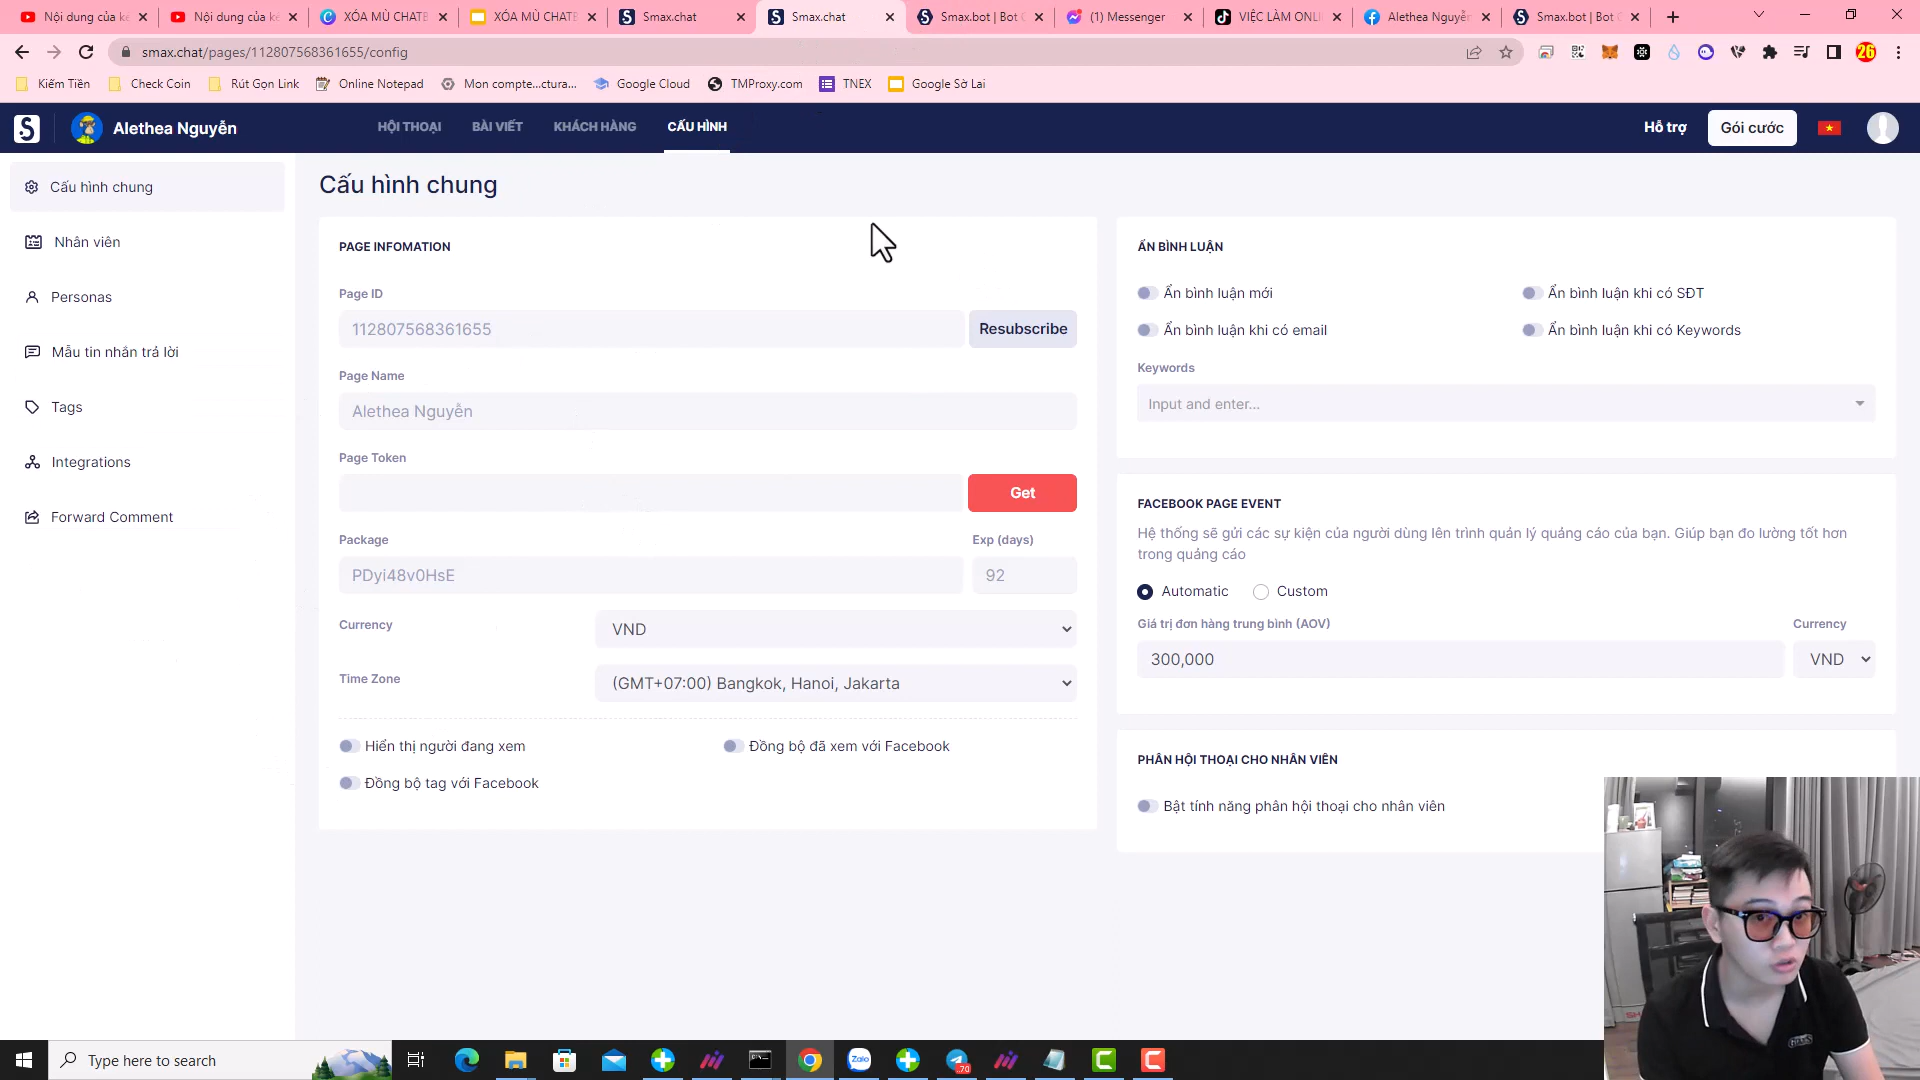 Nội dung của kê
Nội dung của kê
XÓA MÙ CHATB
XÓA MÙ CHATB
Smax.chat
Smax.chat
Smax.bot | Bot C
(1) Messenger
VIỆC LÀM ONLI
Alethea Nguyễn
Smax.bot | Bot C
smax.chat/pages/112807568361655/config
26
Kiếm Tiền
Check Coin
Rút Gọn Link
Online Notepad
Mon compte...ctura...
Google Cloud
TMProxy.com
TNEX
Google Sờ Lai
Alethea Nguyễn
HỘI THOẠI
BÀI VIẾT
KHÁCH HÀNG
CẤU HÌNH
Hỗ trợ
Gói cước
Cấu hình chung
Nhân viên
Personas
Mẫu tin nhắn trả lời
Tags
Integrations
Forward Comment
Cấu hình chung
PAGE INFOMATION
Page ID
112807568361655
Resubscribe
Page Name
Alethea Nguyễn
Page Token
Get
Package
Exp (days)
PDyi48v0HsE
92
Currency
VND
Time Zone
(GMT+07:00) Bangkok, Hanoi, Jakarta
Hiển thị người đang xem
Đồng bộ đã xem với Facebook
Đồng bộ tag với Facebook
ẨN BÌNH LUẬN
Ẩn bình luận mới
Ẩn bình luận khi có SĐT
Ẩn bình luận khi có email
Ẩn bình luận khi có Keywords
Keywords
Input and enter...
FACEBOOK PAGE EVENT
Hệ thống sẽ gửi các sự kiện của người dùng lên trình quản lý quảng cáo của bạn. Giúp bạn đo lường tốt hơn
trong quảng cáo
Automatic
Custom
Giá trị đơn hàng trung bình (AOV)
Currency
300,000
VND
PHÂN HỘI THOẠI CHO NHÂN VIÊN
Bật tính năng phân hội thoại cho nhân viên
Type here to search
Zalo
70